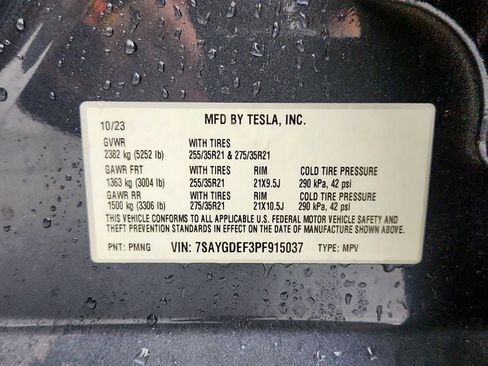 MFD BY TESLA, INC.
10/23
GVWR WITH TIRES
2382 kg (5252 lb) 255/35R21 & 275/35R21
GAWR FRT WITH TIRES RIM COLD TIRE PRESSURE
1363 kg (3004 lb) 255/35R21 21X9.5J 290 kPa, 42 psi
GAWR RR WITH TIRES RIM COLD TIRE PRESSURE
1500 kg (3306 lb) 275/35R21 21X10.5J 290 kPa, 42 psi
THIS VEHICLE CONFORMS TO ALL APPLICABLE U.S. FEDERAL MOTOR VEHICLE SAFETY AND
THEFT PREVENTION STANDARDS IN EFFECT ON THE DATE OF MANUFACTURE SHOWN ABOVE.
PNT: PMNG VIN: 7SAYGDEF3PF915037 TYPE: MPV